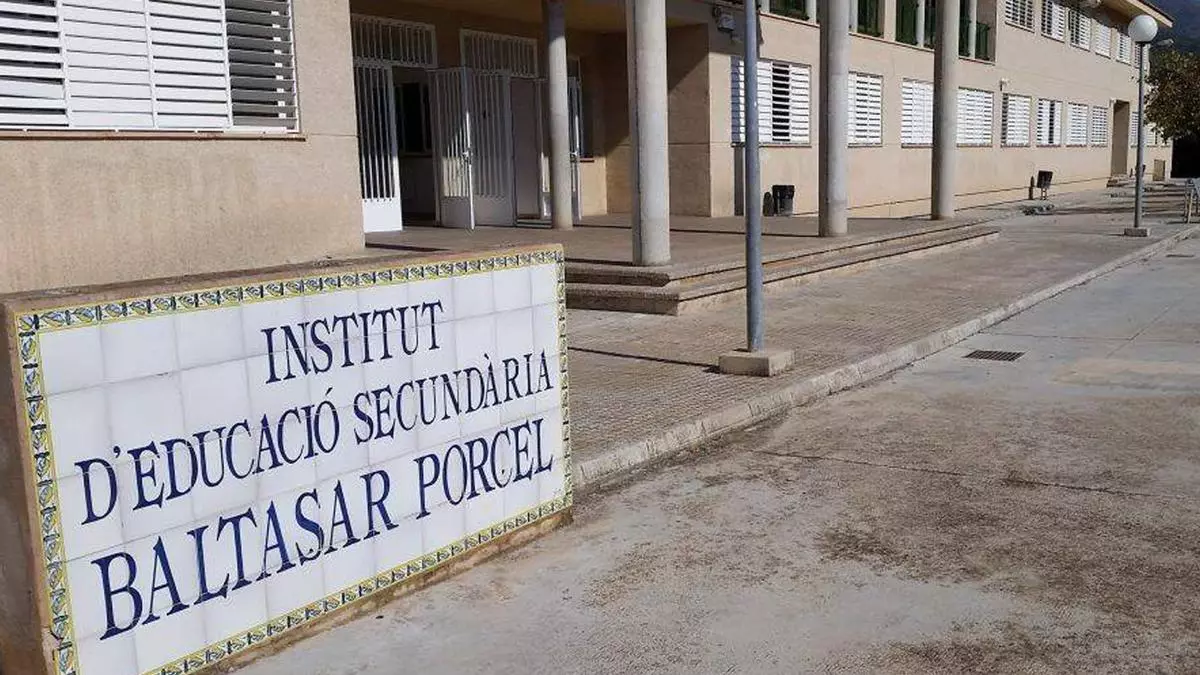 INSTITUT
D'EDUCACIÓ SECUNDÀRIA
BALTASAR PORCEL